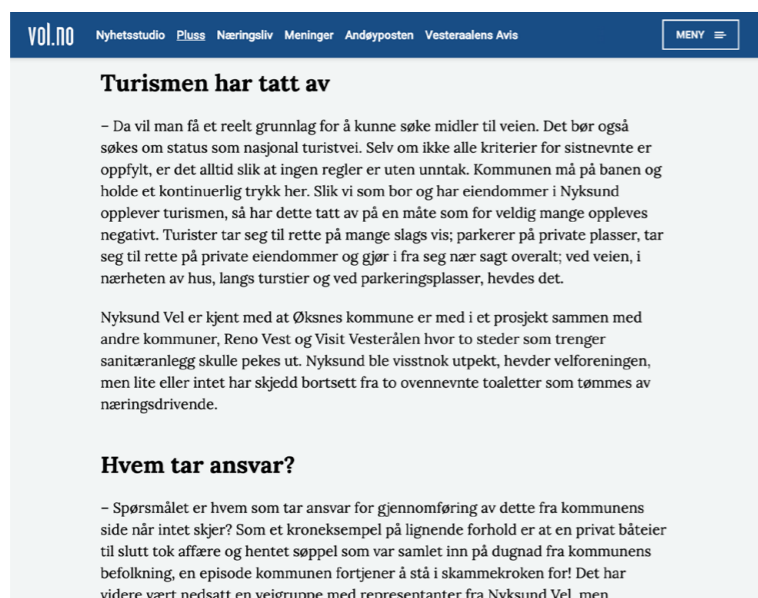 vol.no Nyhetsstudio Pluss Næringsliv Meninger Andøyposten Vesteraalens Avis MENY
Turismen har tatt av
– Da vil man få et reelt grunnlag for å kunne søke midler til veien. Det bør også
søkes om status som nasjonal turistvei. Selv om ikke alle kriterier for sistnevnte er
oppfylt, er det alltid slik at ingen regler er uten unntak. Kommunen må på banen og
holde et kontinuerlig trykk her. Slik vi som bor og har eiendommer i Nyksund
opplever turismen, så har dette tatt av på en måte som for veldig mange oppleves
negativt. Turister tar seg til rette på mange slags vis; parkerer på private plasser, tar
seg til rette på private eiendommer og gjør i fra seg nær sagt overalt; ved veien, i
nærheten av hus, langs turstier og ved parkeringsplasser, hevdes det.
Nyksund Vel er kjent med at Øksnes kommune er med i et prosjekt sammen med
andre kommuner, Reno Vest og Visit Vesterålen hvor to steder som trenger
sanitæranlegg skulle pekes ut. Nyksund ble visstnok utpekt, hevder velforeningen,
men lite eller intet har skjedd bortsett fra to ovennevnte toaletter som tømmes av
næringsdrivende.
Hvem tar ansvar?
– Spørsmålet er hvem som tar ansvar for gjennomføring av dette fra kommunens
side når intet skjer? Som et kroneksempel på lignende forhold er at en privat båteier
til slutt tok affære og hentet søppel som var samlet inn på dugnad fra kommunens
befolkning, en episode kommunen fortjener å stå i skammekroken for! Det har
videre vært nedsatt en veigruppe med representanter fra Nyksund Vel, men